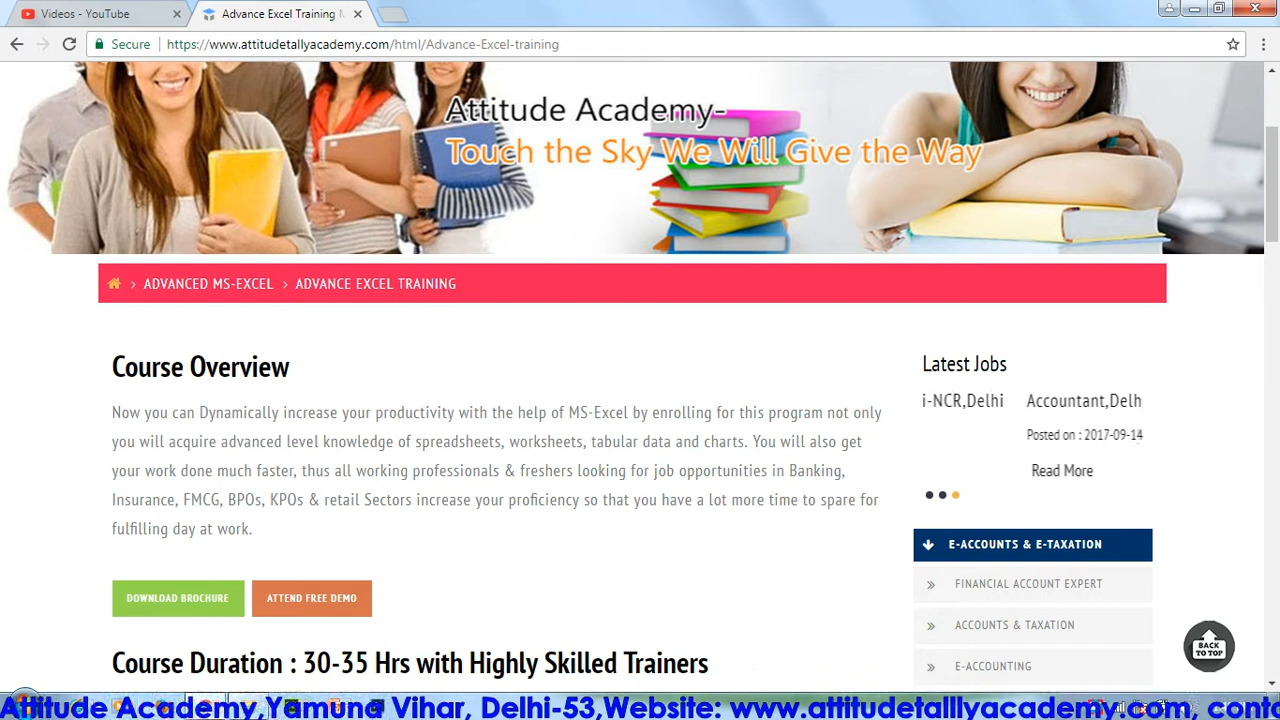 Videos - YouTube
Advance Excel Training
Secure
https://www.attitudetallyacademy.com/html/Advance-Excel-training
Attitude Academy-
Touch the Sky We Will Give the Way
ADVANCED MS-EXCEL
ADVANCE EXCEL TRAINING
Course Overview
Now you can Dynamically increase your productivity with the help of MS-Excel by enrolling for this program not only
you will acquire advanced level knowledge of spreadsheets, worksheets, tabular data and charts. You will also get
your work done much faster, thus all working professionals & freshers looking for job opportunities in Banking,
Insurance, FMCG, BPOs, KPOs & retail Sectors increase your proficiency so that you have a lot more time to spare for
fulfilling day at work.
DOWNLOAD BROCHURE
ATTEND FREE DEMO
Course Duration : 30-35 Hrs with Highly Skilled Trainers
Latest Jobs
i-NCR,Delhi
Accountant,Delh
Posted on : 2017-09-14
Read More
E-ACCOUNTS & E-TAXATION
FINANCIAL ACCOUNT EXPERT
ACCOUNTS & TAXATION
E-ACCOUNTING
BACK
TO TOP
Attitude Academy,Yamuna Vihar, Delhi-53,Website: www.attitudetalllyacademy.com, conta